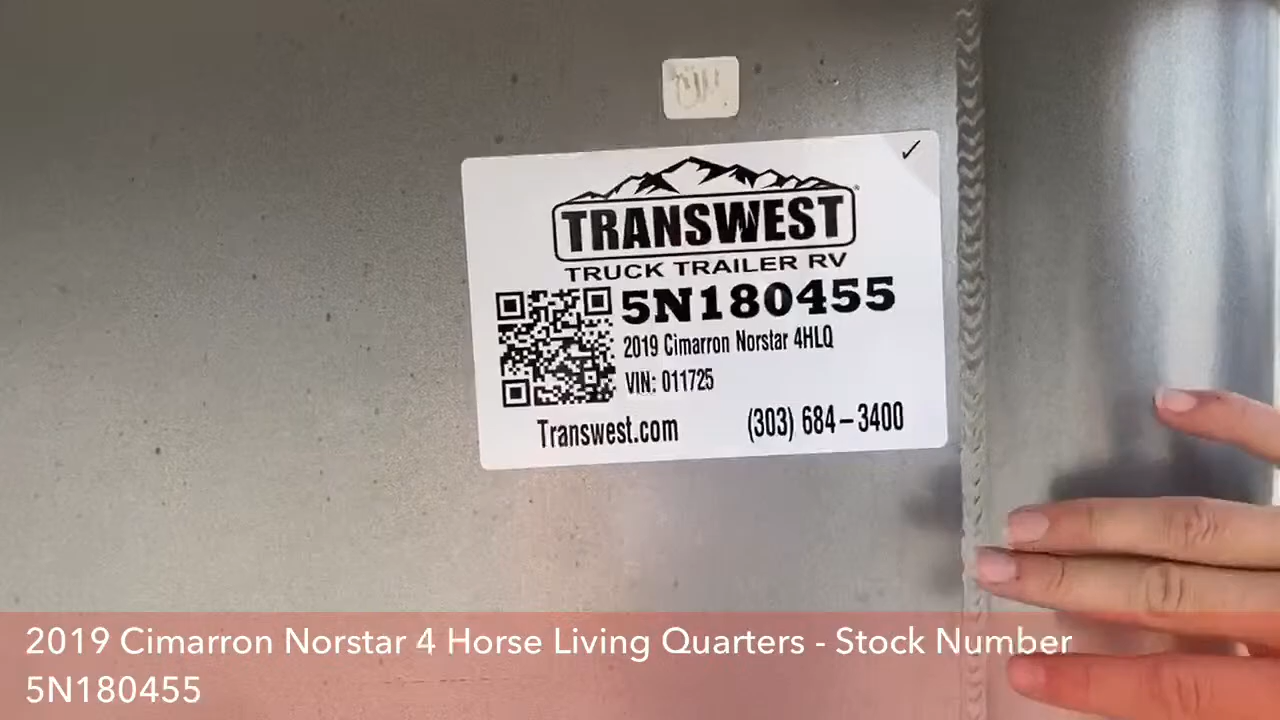 TRANSWEST
TRUCK TRAILER RV
5N180455
2019 Cimarron Norstar 4HLQ
VIN: 011725
Transwest.com (303) 684-3400
2019 Cimarron Norstar 4 Horse Living Quarters - Stock Number
5N180455